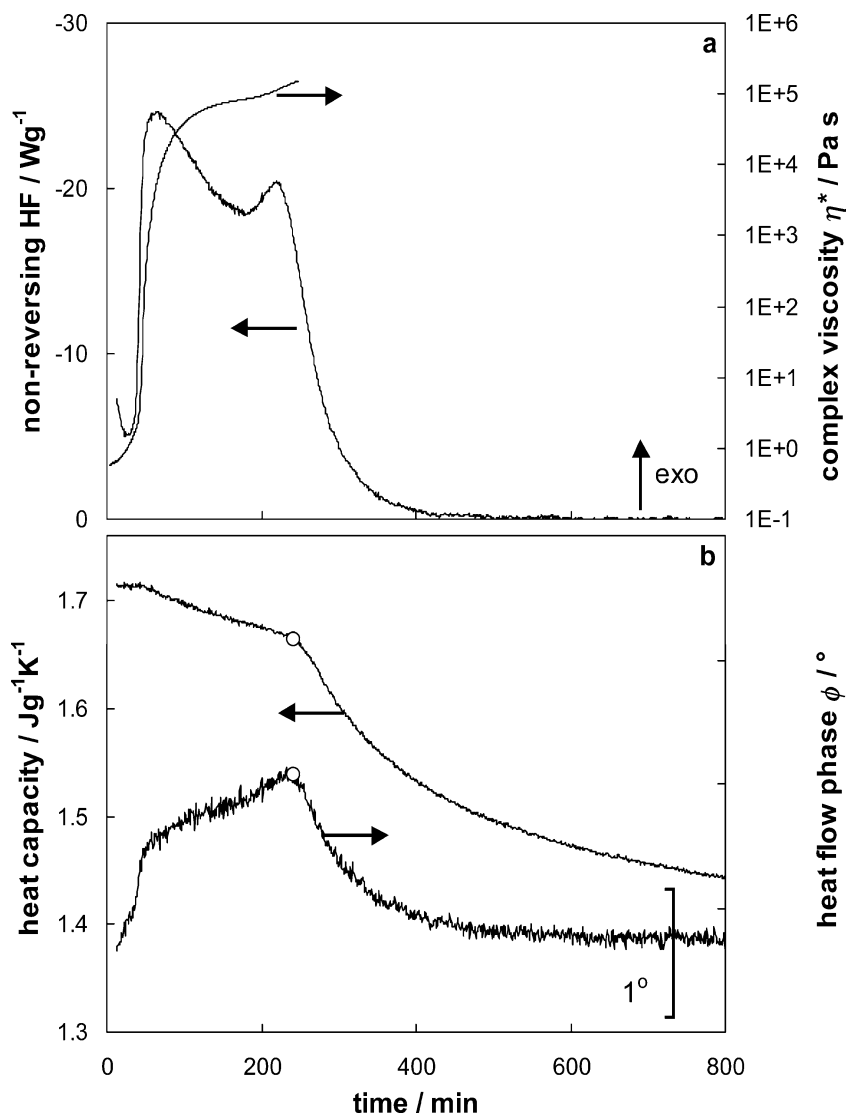 a
-30
-20
-10
0
non-reversing HF / Wg⁻¹
1E+6
1E+5
1E+4
1E+3
1E+2
1E+1
1E+0
1E-1
complex viscosity η* / Pa s
exo
b
1.7
1.6
1.5
1.4
1.3
heat capacity / Jg⁻¹K⁻¹
heat flow phase ϕ / °
1°
0 200 400 600 800
time / min